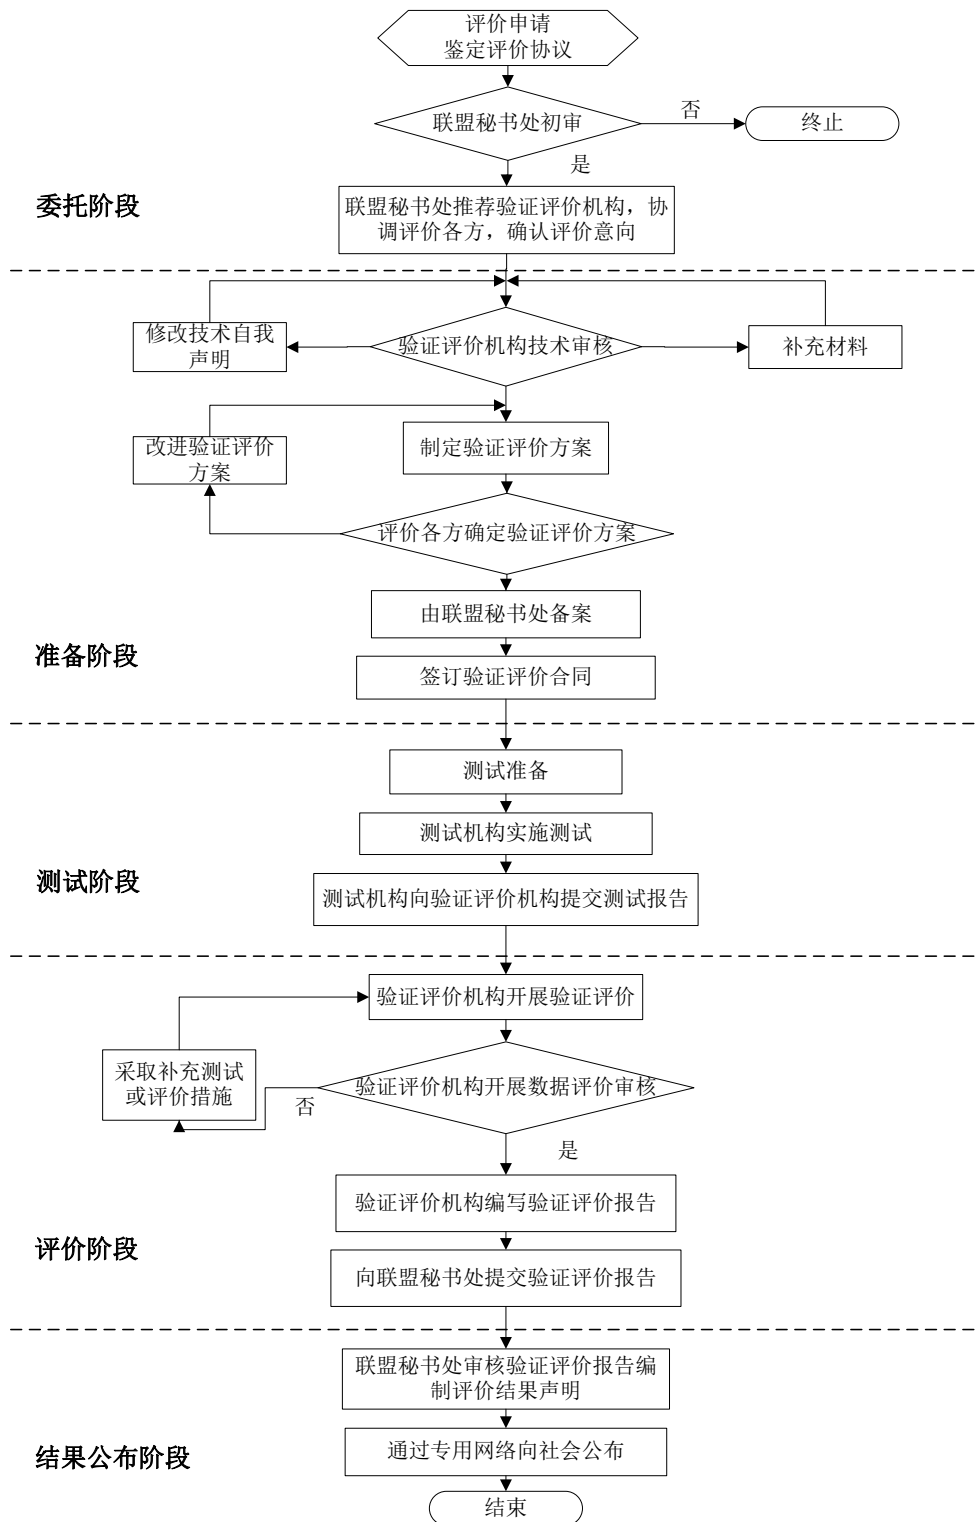 评价申请
鉴定评价协议
联盟秘书处初审
否
终止
是
委托阶段
联盟秘书处推荐验证评价机构，协
调评价各方，确认评价意向
修改技术自我
声明
验证评价机构技术审核
补充材料
改进验证评价
方案
制定验证评价方案
评价各方确定验证评价方案
由联盟秘书处备案
准备阶段
签订验证评价合同
测试准备
测试机构实施测试
测试阶段
测试机构向验证评价机构提交测试报告
验证评价机构开展验证评价
采取补充测试
或评价措施
验证评价机构开展数据评价审核
否
是
验证评价机构编写验证评价报告
评价阶段
向联盟秘书处提交验证评价报告
联盟秘书处审核验证评价报告编
制评价结果声明
结果公布阶段
通过专用网络向社会公布
结束